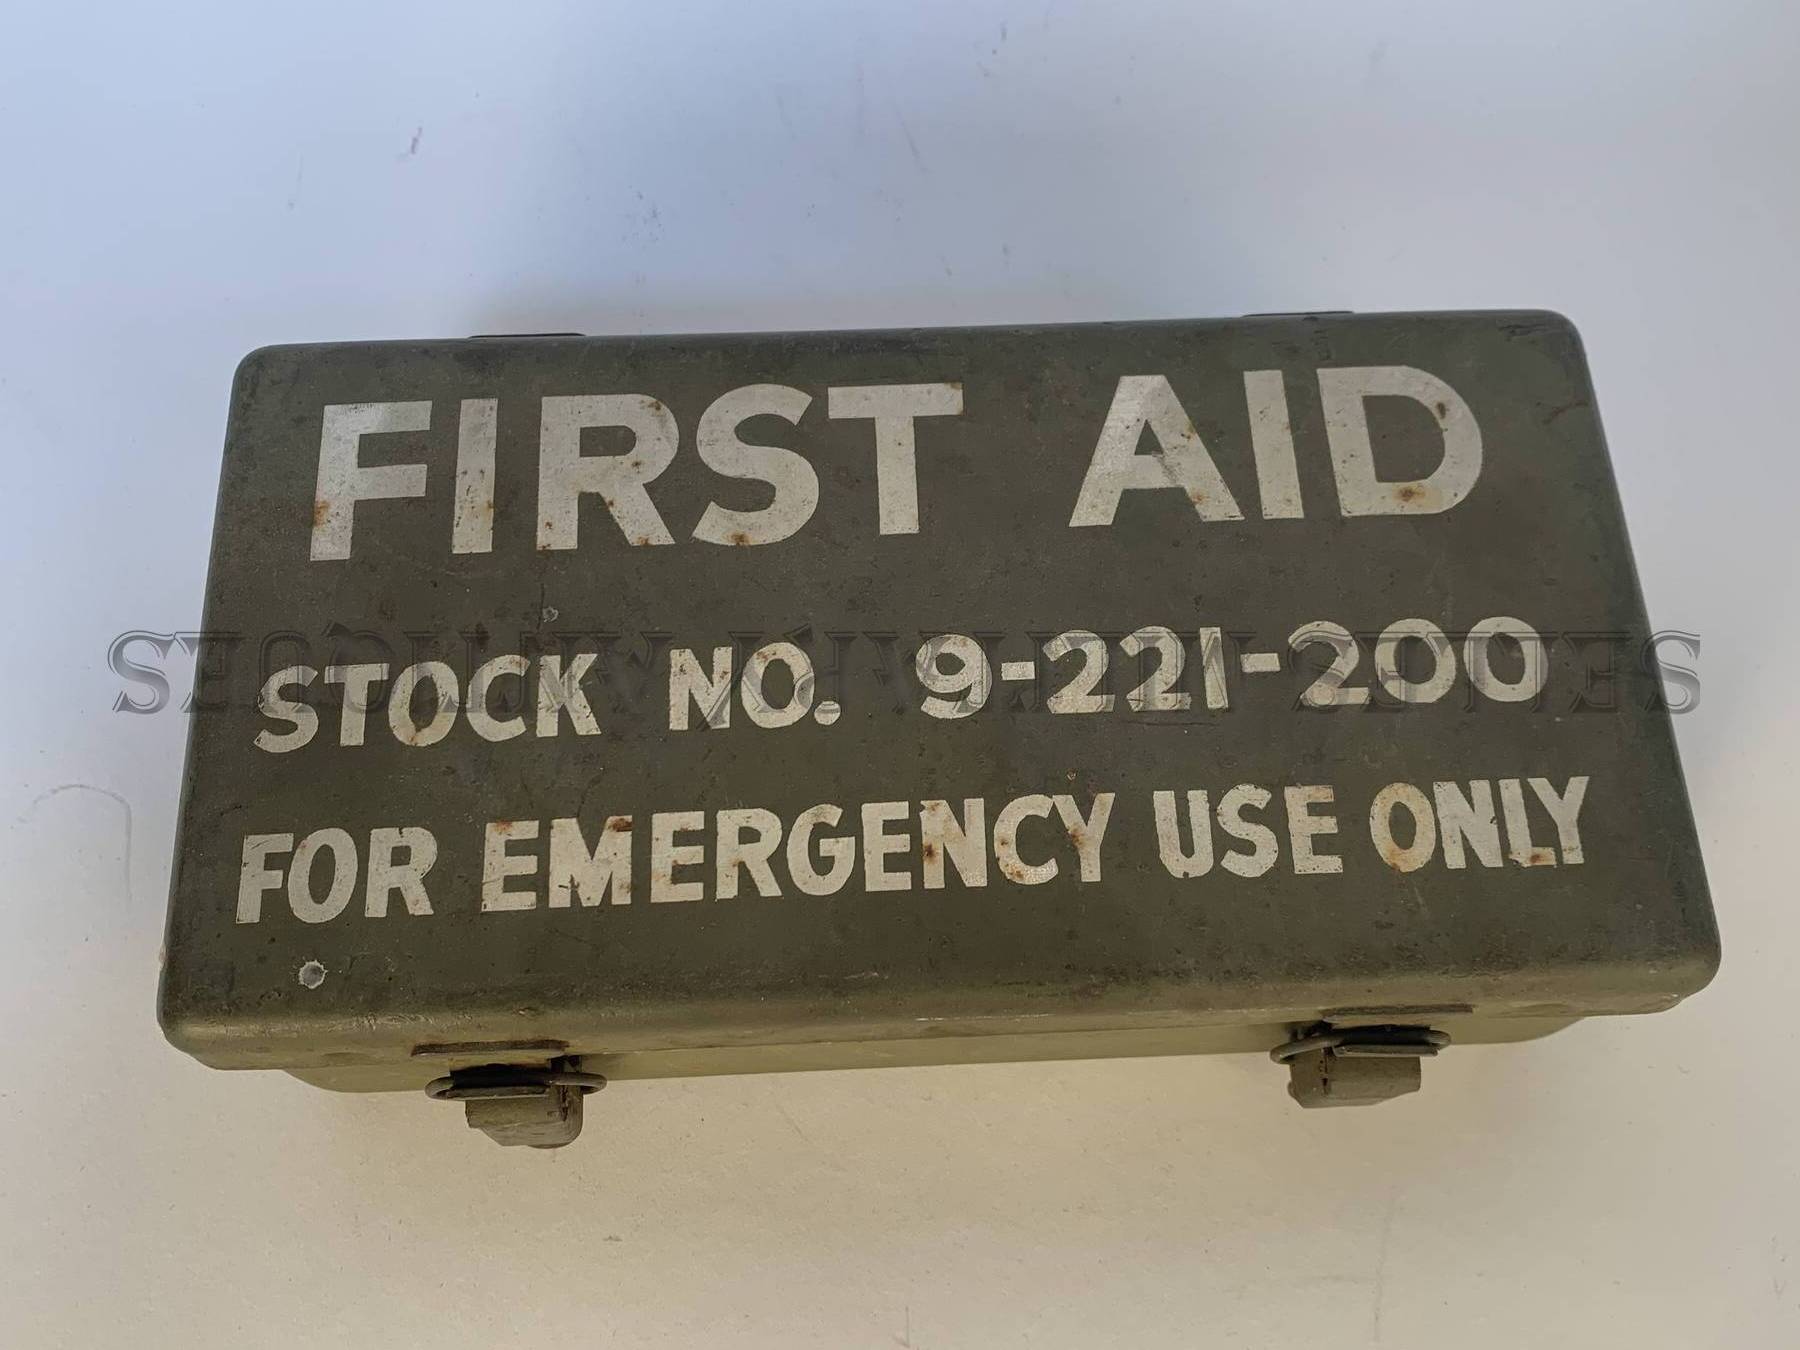 FIRST AID
STOCK NO. 9-221-200
FOR EMERGENCY USE ONLY